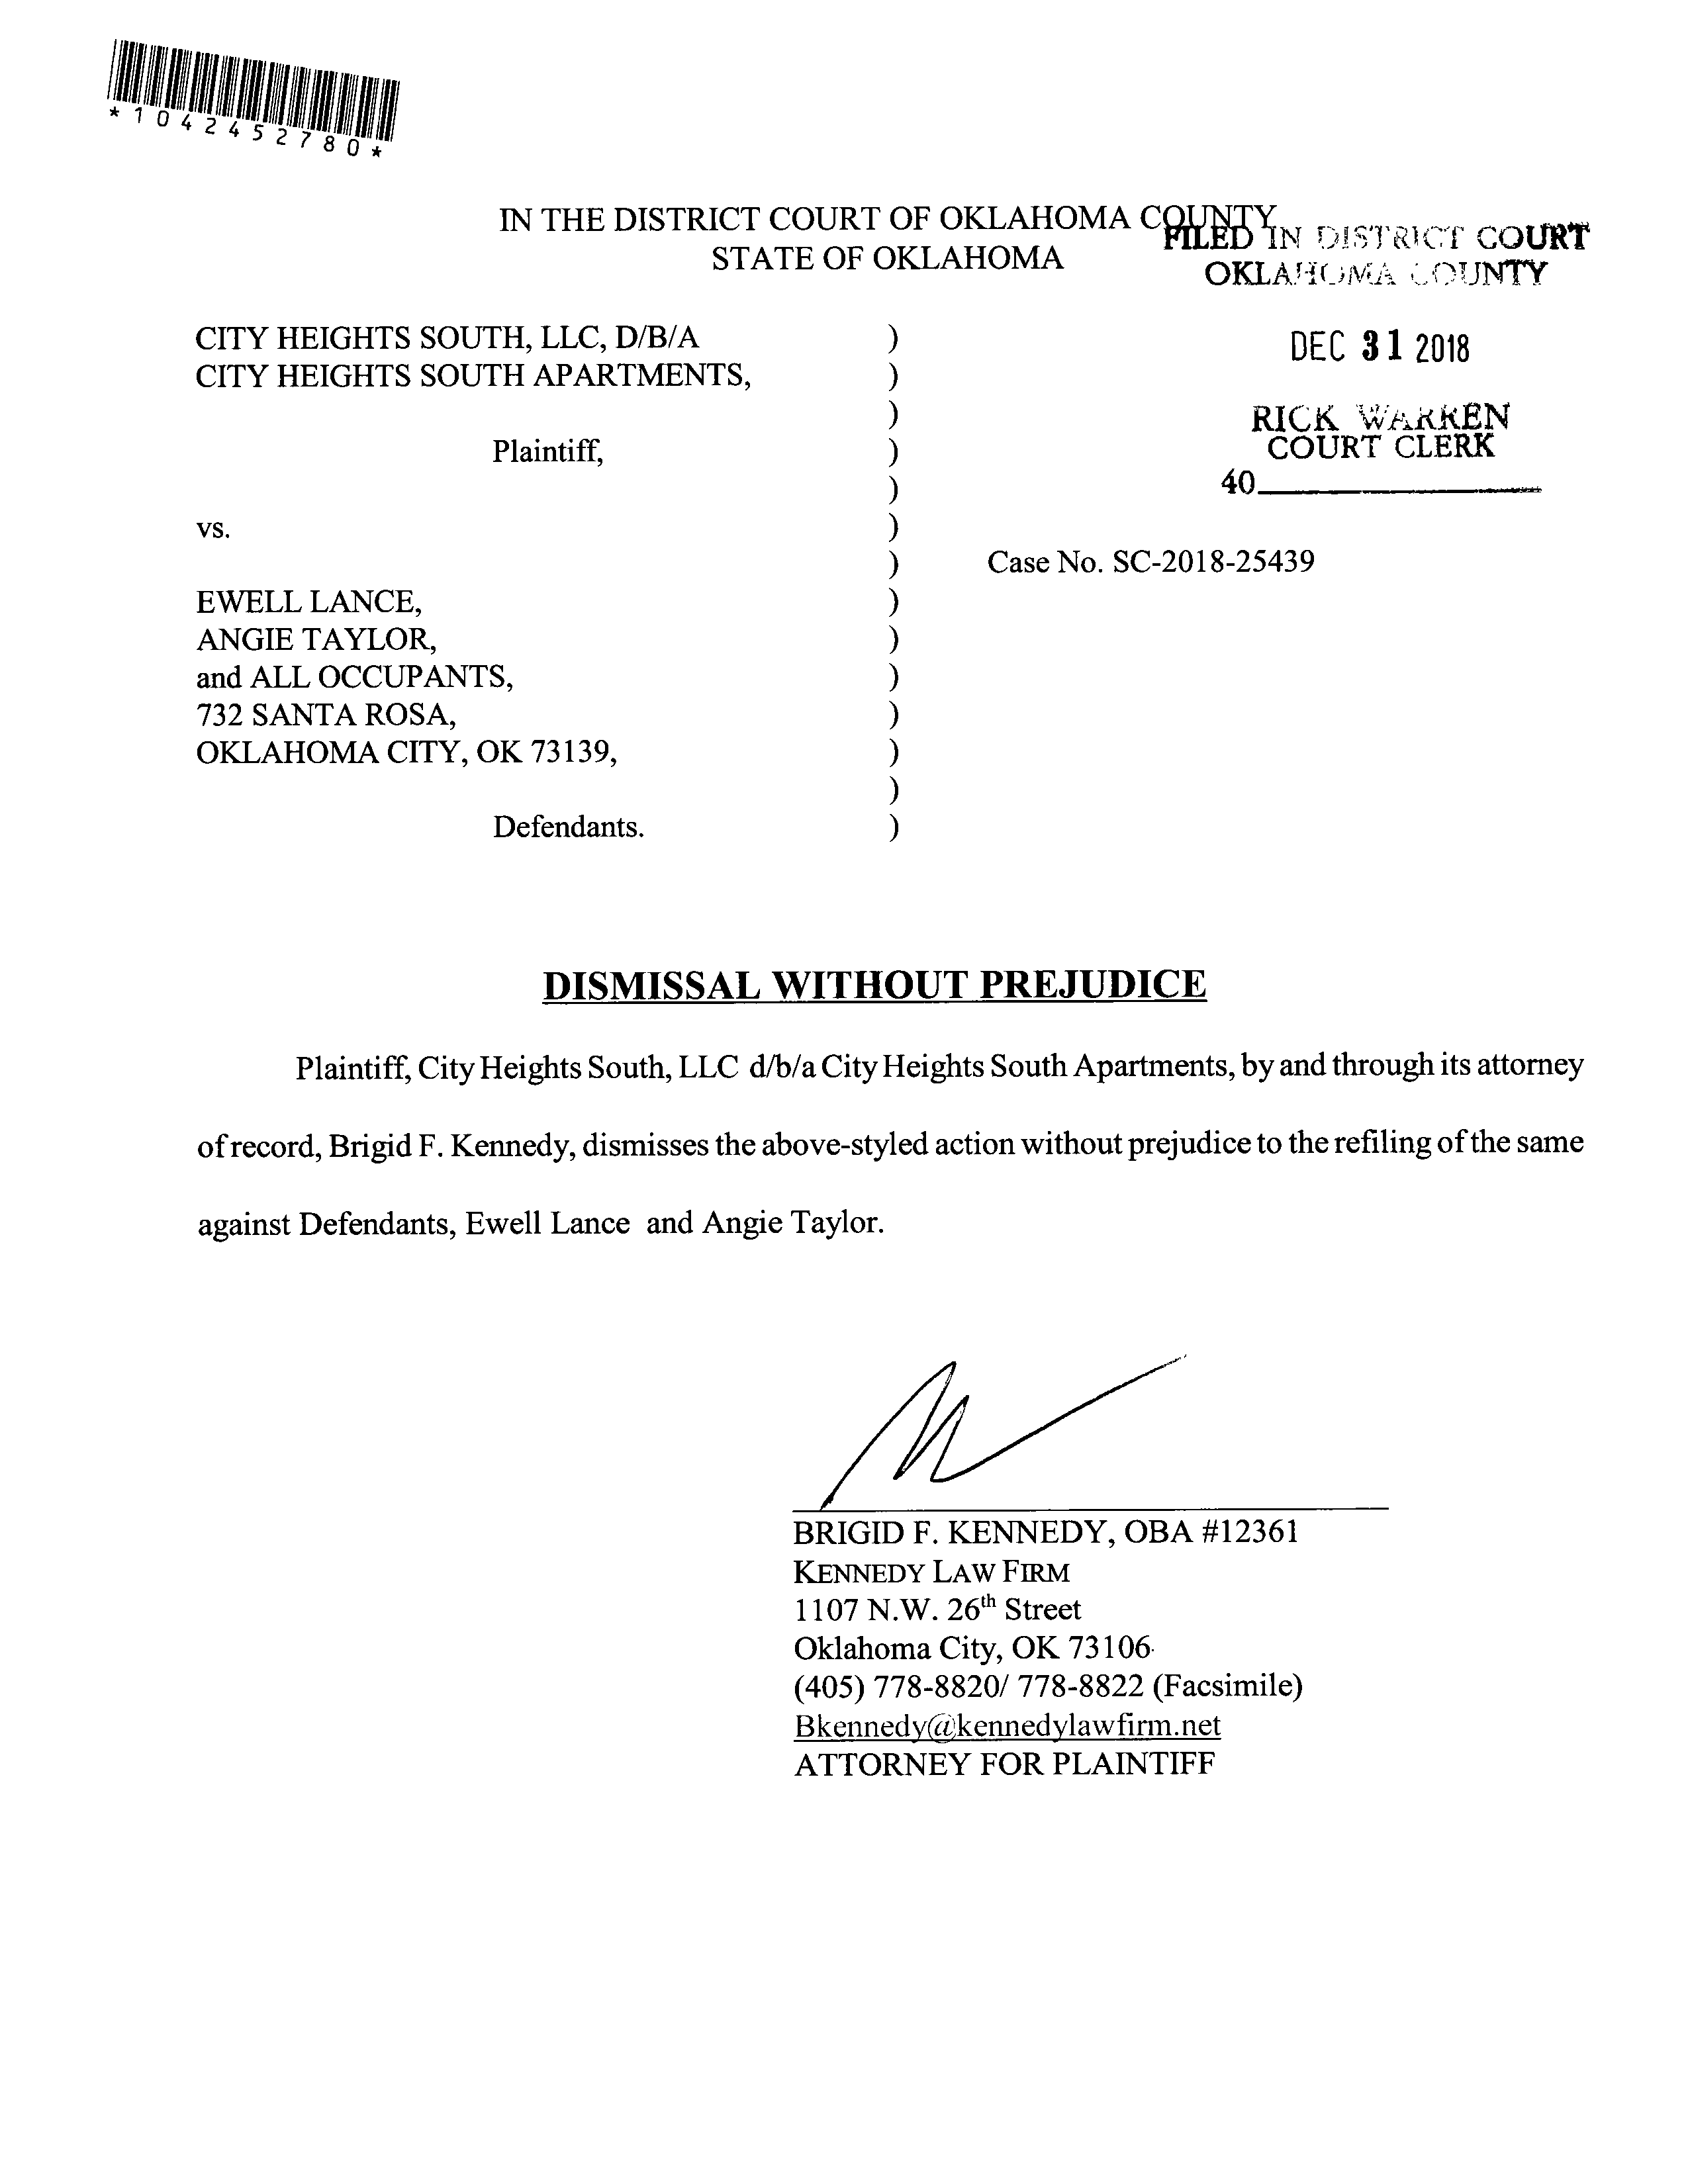 *1042452780*
IN THE DISTRICT COURT OF OKLAHOMA COUNTY
STATE OF OKLAHOMA
FILED IN DISTRICT COURT
OKLAHOMA COUNTY
DEC 31 2018
RICK WARREN
COURT CLERK
40
CITY HEIGHTS SOUTH, LLC, D/B/A )
CITY HEIGHTS SOUTH APARTMENTS, )
)
Plaintiff, )
)
vs. )
) Case No. SC-2018-25439
EWELL LANCE, )
ANGIE TAYLOR, )
and ALL OCCUPANTS, )
732 SANTA ROSA, )
OKLAHOMA CITY, OK 73139, )
)
Defendants. )
DISMISSAL WITHOUT PREJUDICE
Plaintiff, City Heights South, LLC d/b/a City Heights South Apartments, by and through its attorney
of record, Brigid F. Kennedy, dismisses the above-styled action without prejudice to the refiling of the same
against Defendants, Ewell Lance and Angie Taylor.
BRIGID F. KENNEDY, OBA #12361
KENNEDY LAW FIRM
1107 N.W. 26th Street
Oklahoma City, OK 73106
(405) 778-8820/ 778-8822 (Facsimile)
Bkennedy@kennedylawfirm.net
ATTORNEY FOR PLAINTIFF